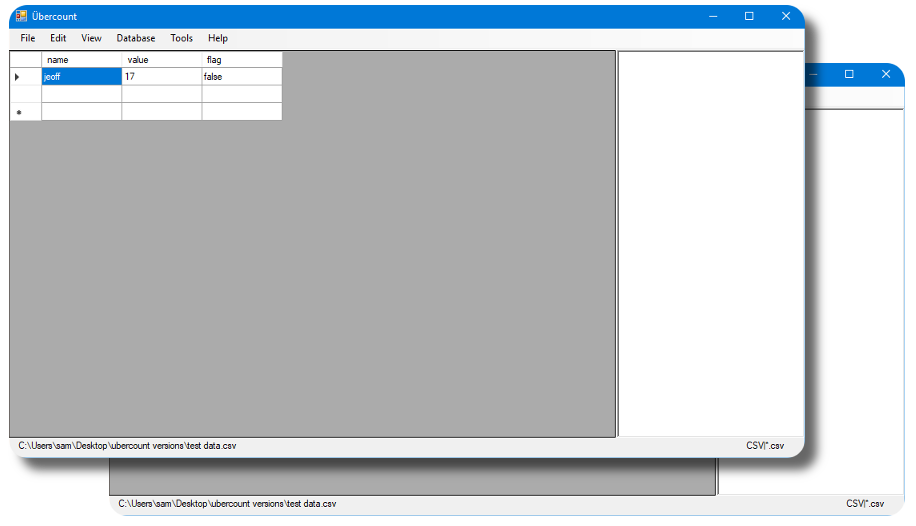 Übercount
File Edit View Database Tools Help
name value flag
jeoff 17 false
C:\Users\sam\Desktop\ubercount versions\test data.csv CSV|*.csv
C:\Users\sam\Desktop\ubercount versions\test data.csv CSV|*.csv